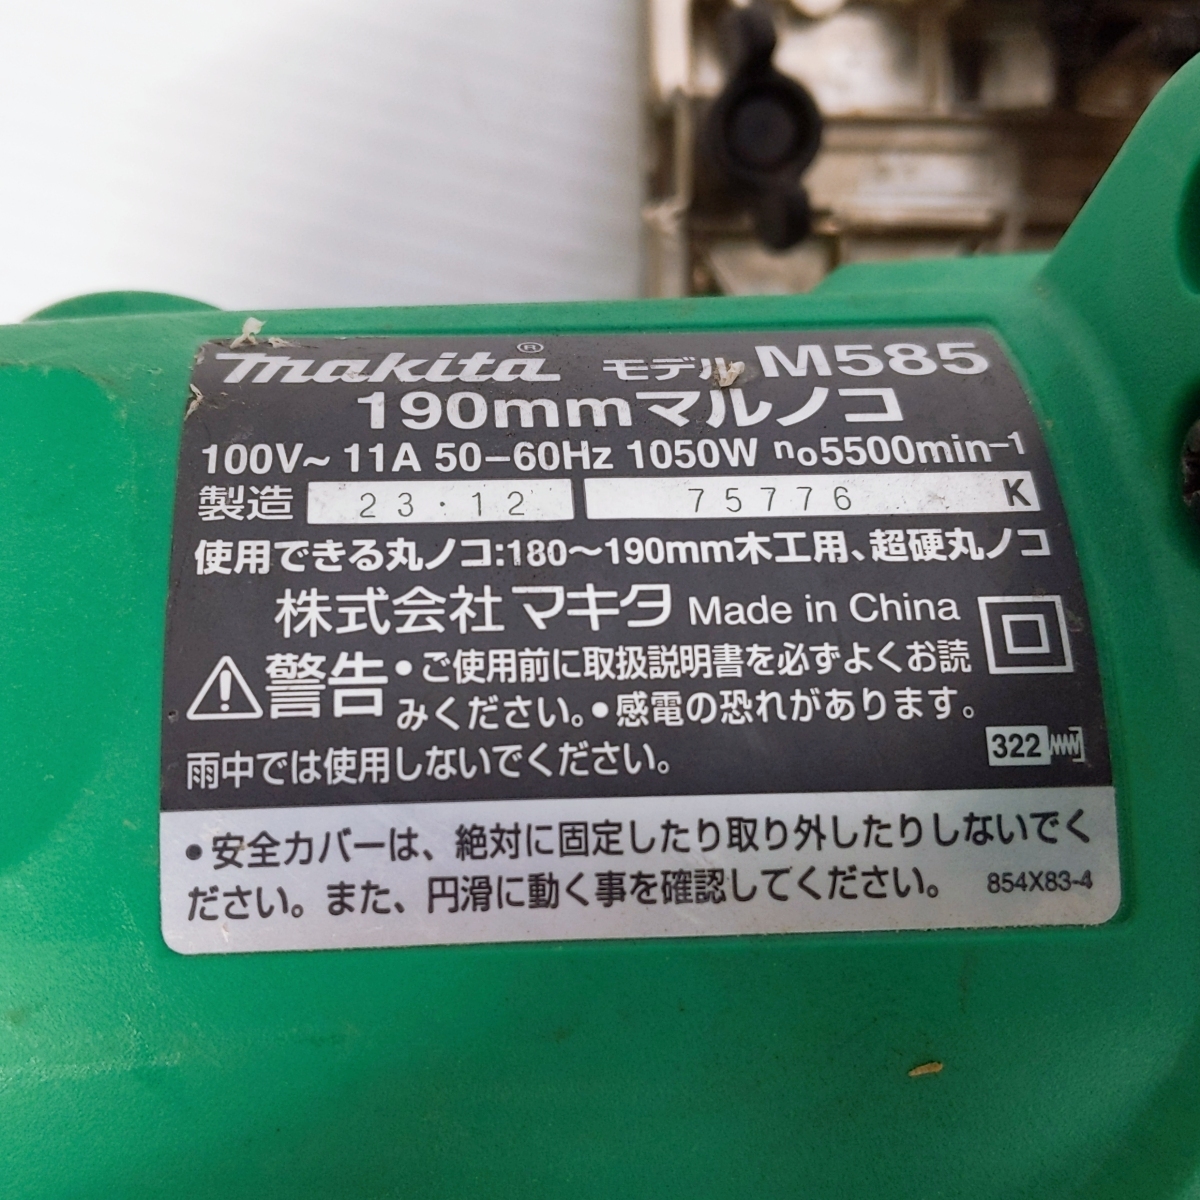 makita® モデル M585
190mmマルノコ
100V～ 11A 50-60Hz 1050W n₀5500min⁻¹
製造 23・12 75776 K
使用できる丸ノコ:180～190mm木工用、超硬丸ノコ
株式会社 マキタ Made in China
警告 •ご使用前に取扱説明書を必ずよくお読
みください。•感電の恐れがあります。
雨中では使用しないでください。
322
•安全カバーは、絶対に固定したり取り外したりしないでく
ださい。また、円滑に動く事を確認してください。 854X83-4